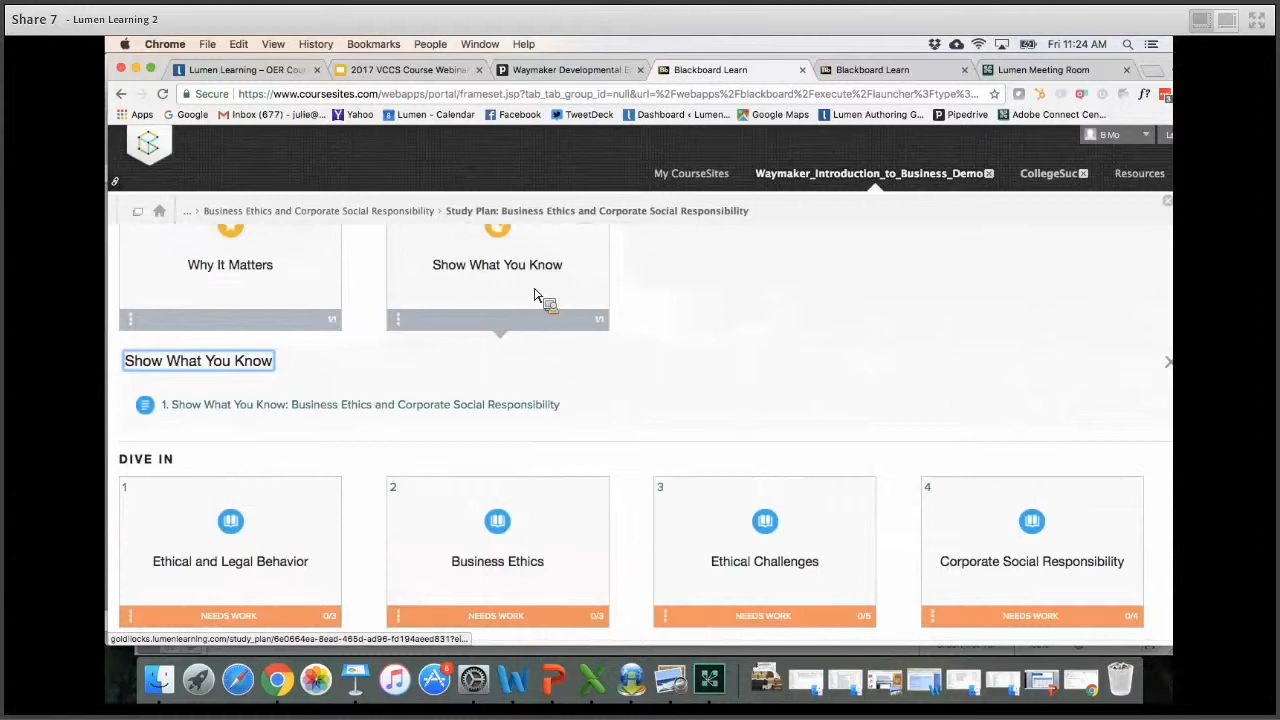 Share 7 - Lumen Learning 2
Chrome File Edit View History Bookmarks People Window Help
Fri 11:24 AM
Lumen Learning – OER Cou
2017 VCCS Course Webinar
Waymaker Developmental E
Blackboard Learn
Blackboard Learn
Lumen Meeting Room
Secure https://www.coursesites.com/webapps/portal/frameset.jsp?tab_tab_group_id=null&url=%2Fwebapps%2Fblackboard%2Fexecute%2Flauncher%3Ftype%3...
Apps Google Inbox (677) – julie@... Yahoo Lumen - Calendar Facebook TweetDeck Dashboard ‹ Lumen... Google Maps Lumen Authoring G... Pipedrive Adobe Connect Cen...
B Mo
My CourseSites Waymaker_Introduction_to_Business_Demo CollegeSuc Resources
... › Business Ethics and Corporate Social Responsibility › Study Plan: Business Ethics and Corporate Social Responsibility
Why It Matters
Show What You Know
1/1
1/1
Show What You Know
1. Show What You Know: Business Ethics and Corporate Social Responsibility
DIVE IN
1
2
3
4
Ethical and Legal Behavior
Business Ethics
Ethical Challenges
Corporate Social Responsibility
NEEDS WORK 0/3
NEEDS WORK 0/3
NEEDS WORK 0/5
NEEDS WORK 0/4
goldilocks.lumenlearning.com/study_plan/6e0664ea-8ead-465d-ad96-fd194aeed831?el...